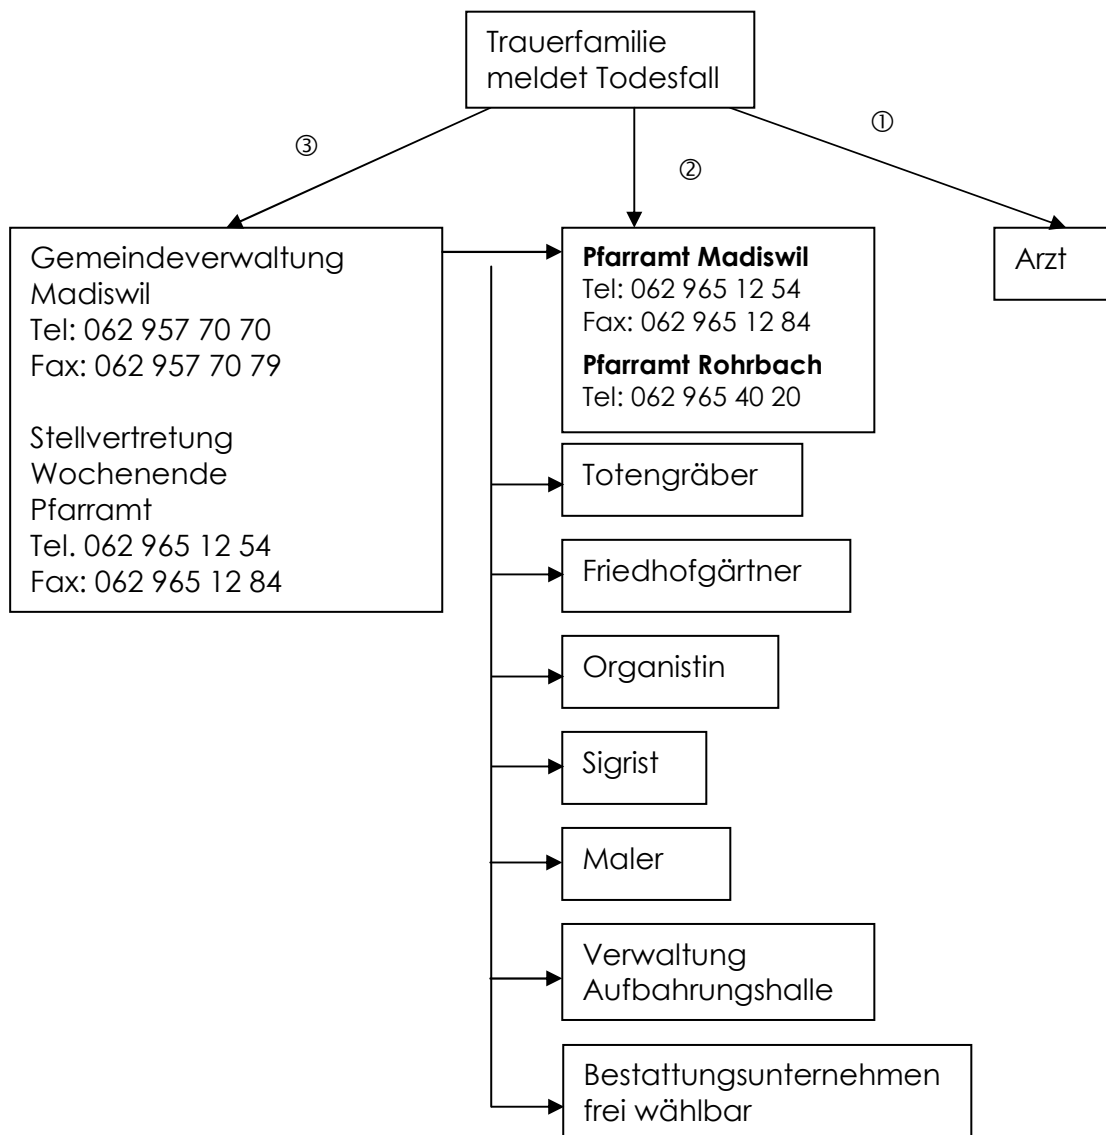 Trauerfamilie
meldet Todesfall
③
②
①
Gemeindeverwaltung
Madiswil
Tel: 062 957 70 70
Fax: 062 957 70 79
Stellvertretung
Wochenende
Pfarramt
Tel. 062 965 12 54
Fax: 062 965 12 84
Pfarramt Madiswil
Tel: 062 965 12 54
Fax: 062 965 12 84
Pfarramt Rohrbach
Tel: 062 965 40 20
Arzt
Totengräber
Friedhofgärtner
Organistin
Sigrist
Maler
Verwaltung
Aufbahrungshalle
Bestattungsunternehmen
frei wählbar